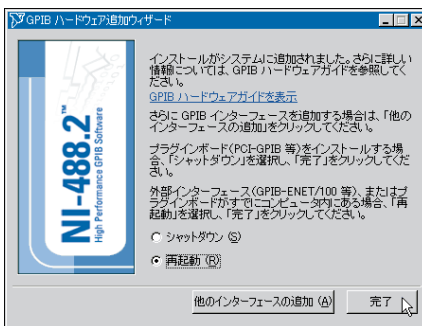 GPIB ハードウェア追加ウィザード
NI-488.2™
High Performance GPIB Software
インストールがシステムに追加されました。さらに詳しい
情報については、GPIB ハードウェアガイドを参照してく
ださい。
GPIB ハードウェアガイドを表示
さらに GPIB インターフェースを追加する場合は、「他の
インターフェースの追加」をクリックしてください。
プラグインボード(PCI-GPIB 等)をインストールする場
合、「シャットダウン」を選択し、「完了」をクリックしてくだ
さい。
外部インターフェース(GPIB-ENET/100 等)、またはプ
ラグインボードがすでにコンピュータ内にある場合、「再
起動」を選択し、「完了」をクリックしてください。
シャットダウン (S)
再起動 (R)
他のインターフェースの追加 (A)
完了